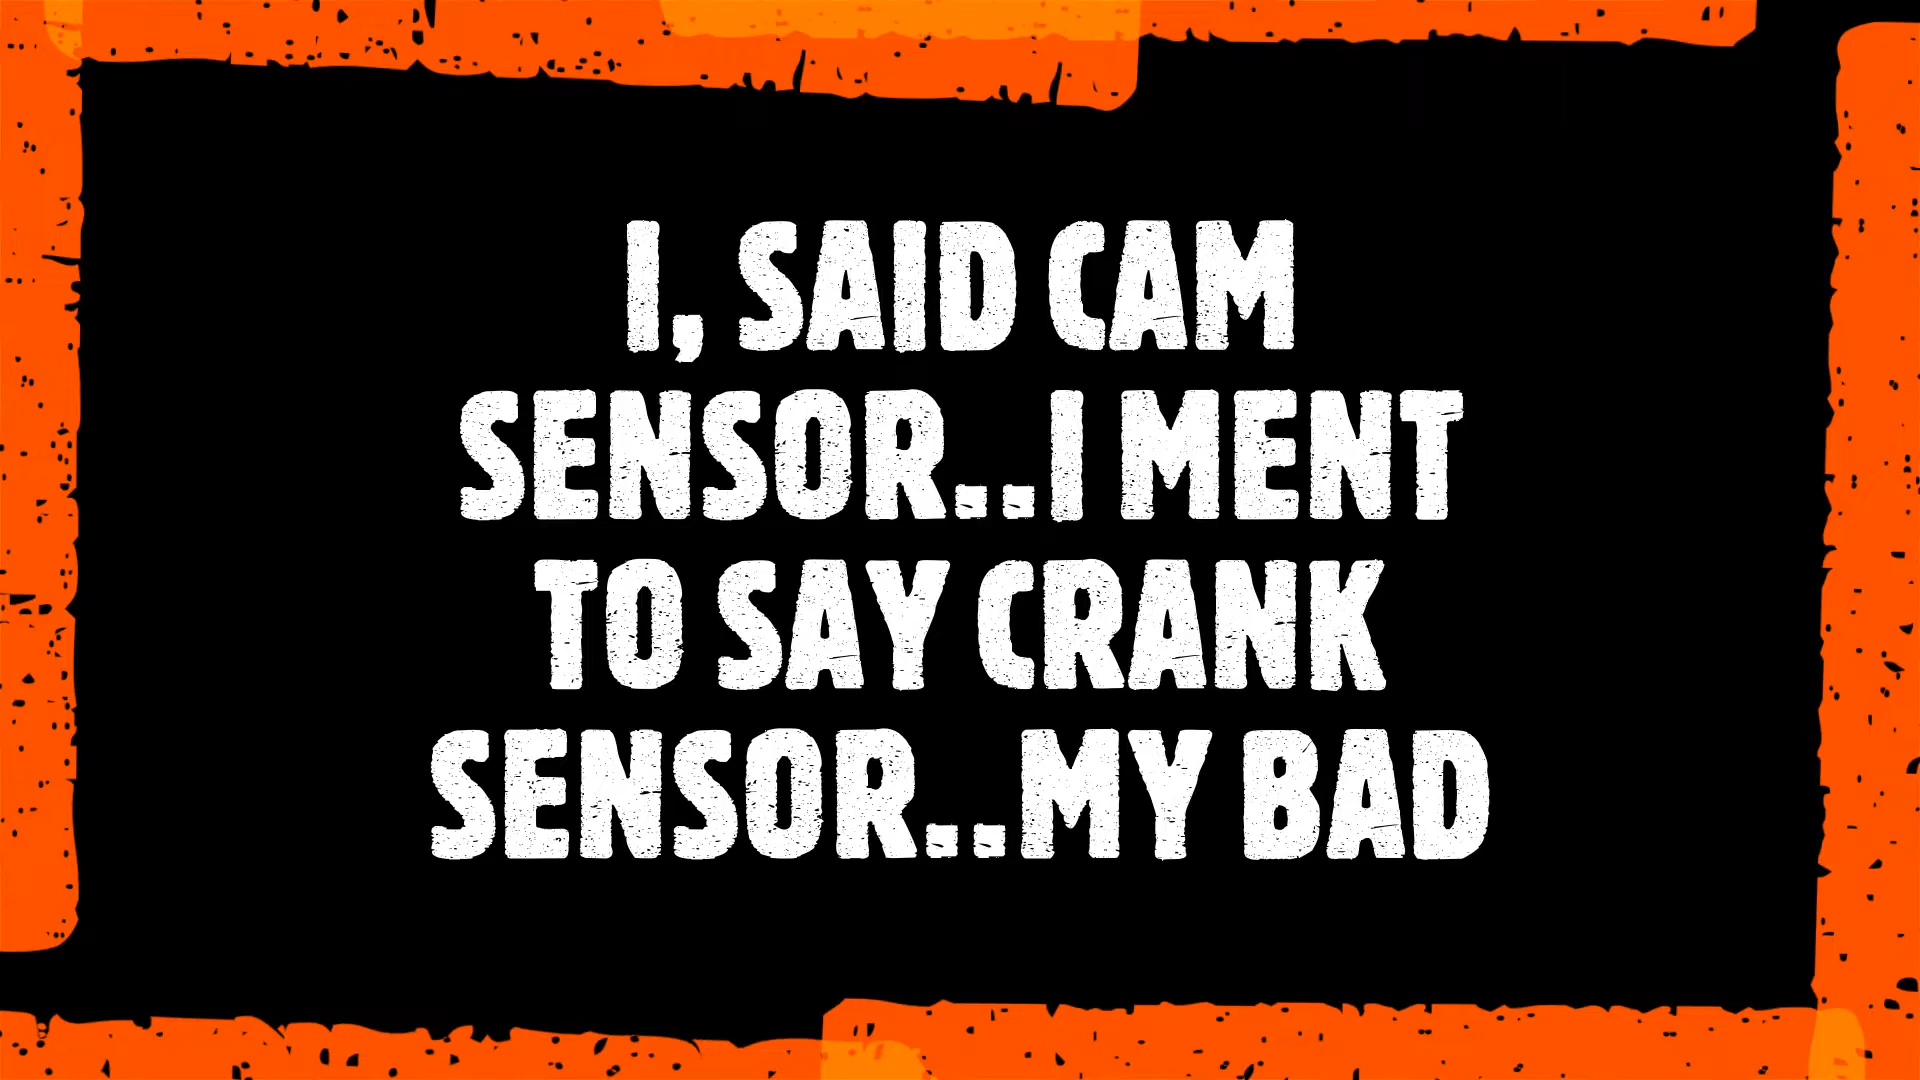 I, SAID CAM
SENSOR..I MENT
TO SAY CRANK
SENSOR..MY BAD